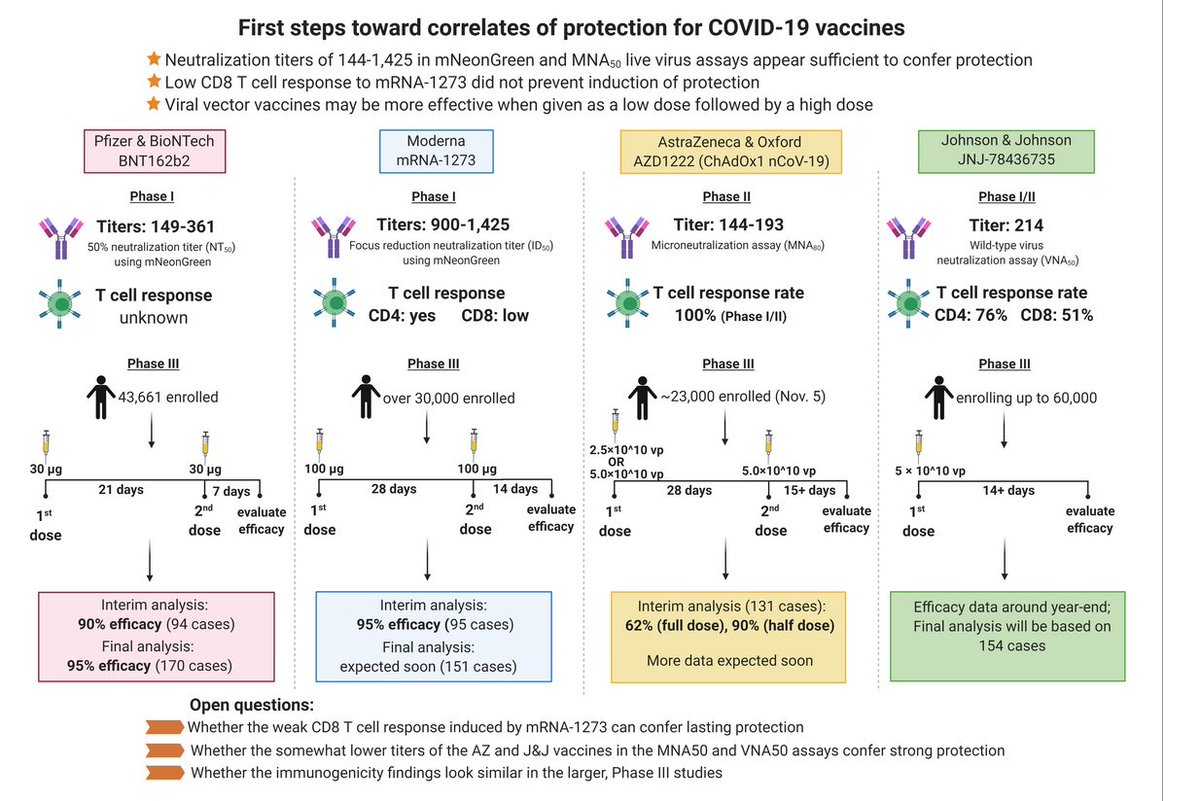 First steps toward correlates of protection for COVID-19 vaccines
Neutralization titers of 144-1,425 in mNeonGreen and MNA50 live virus assays appear sufficient to confer protection
Low CD8 T cell response to mRNA-1273 did not prevent induction of protection
Viral vector vaccines may be more effective when given as a low dose followed by a high dose
Pfizer & BioNTech
BNT162b2
Phase I
Titers: 149-361
50% neutralization titer (NT50)
using mNeonGreen
T cell response
unknown
Phase III
43,661 enrolled
30 µg
30 µg
21 days
7 days
1st
dose
2nd
dose
evaluate
efficacy
Interim analysis:
90% efficacy (94 cases)
Final analysis:
95% efficacy (170 cases)
Moderna
mRNA-1273
Phase I
Titers: 900-1,425
Focus reduction neutralization titer (ID50)
using mNeonGreen
T cell response
CD4: yes CD8: low
Phase III
over 30,000 enrolled
100 µg
100 µg
28 days
14 days
1st
dose
2nd
dose
evaluate
efficacy
Interim analysis:
95% efficacy (95 cases)
Final analysis:
expected soon (151 cases)
AstraZeneca & Oxford
AZD1222 (ChAdOx1 nCoV-19)
Phase II
Titer: 144-193
Microneutralization assay (MNA80)
T cell response rate
100% (Phase I/II)
Phase III
~23,000 enrolled (Nov. 5)
2.5×10^10 vp
OR
5.0×10^10 vp
5.0×10^10 vp
28 days
15+ days
1st
dose
2nd
dose
evaluate
efficacy
Interim analysis (131 cases):
62% (full dose), 90% (half dose)
More data expected soon
Johnson & Johnson
JNJ-78436735
Phase I/II
Titer: 214
Wild-type virus
neutralization assay (VNA50)
T cell response rate
CD4: 76% CD8: 51%
Phase III
enrolling up to 60,000
5 × 10^10 vp
14+ days
1st
dose
evaluate
efficacy
Efficacy data around year-end;
Final analysis will be based on
154 cases
Open questions:
Whether the weak CD8 T cell response induced by mRNA-1273 can confer lasting protection
Whether the somewhat lower titers of the AZ and J&J vaccines in the MNA50 and VNA50 assays confer strong protection
Whether the immunogenicity findings look similar in the larger, Phase III studies